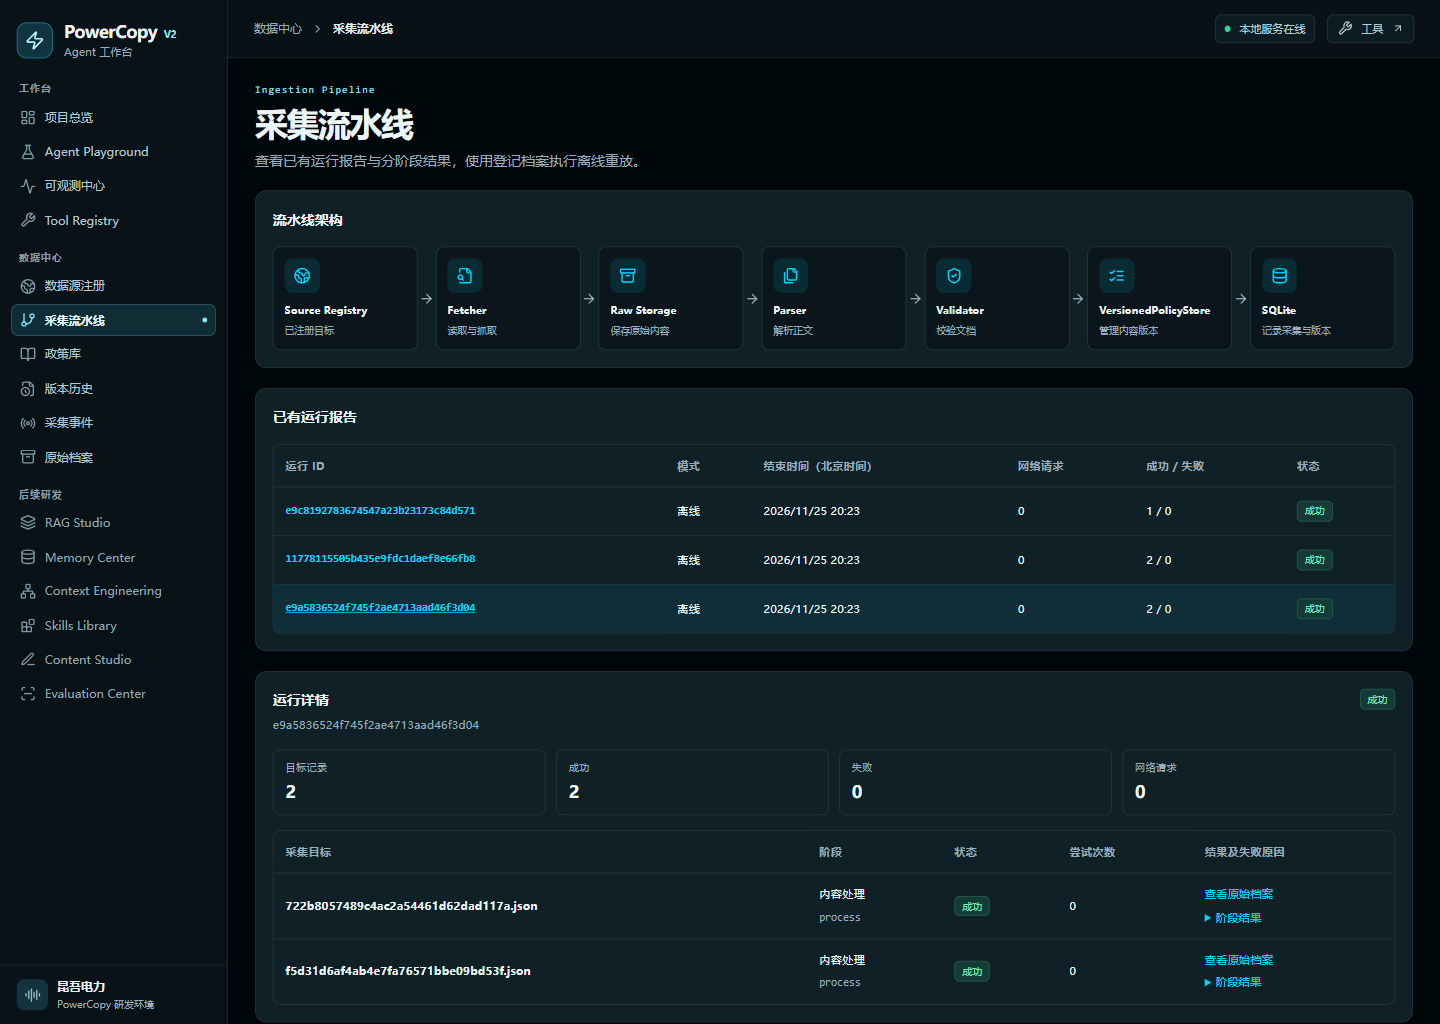 PowerCopy V2
Agent 工作台
工作台
项目总览
Agent Playground
可观测中心
Tool Registry
数据中心
数据源注册
采集流水线
政策库
版本历史
采集事件
原始档案
后续研发
RAG Studio
Memory Center
Context Engineering
Skills Library
Content Studio
Evaluation Center
昆吾电力
PowerCopy 研发环境
数据中心 > 采集流水线
本地服务在线
工具
Ingestion Pipeline
采集流水线
查看已有运行报告与分阶段结果，使用登记档案执行离线重放。
流水线架构
Source Registry
已注册目标
Fetcher
读取与抓取
Raw Storage
保存原始内容
Parser
解析正文
Validator
校验文档
VersionedPolicyStore
管理内容版本
SQLite
记录采集与版本
已有运行报告
运行 ID 模式 结束时间（北京时间） 网络请求 成功 / 失败 状态
e9c8192783674547a23b23173c84d571 离线 2026/11/25 20:23 0 1 / 0 成功
11778115505b435e9fdc1daef8e66fb8 离线 2026/11/25 20:23 0 2 / 0 成功
e9a5836524f745f2ae4713aad46f3d04 离线 2026/11/25 20:23 0 2 / 0 成功
运行详情 成功
e9a5836524f745f2ae4713aad46f3d04
目标记录
2
成功
2
失败
0
网络请求
0
采集目标 阶段 状态 尝试次数 结果及失败原因
722b8057489c4ac2a54461d62dad117a.json 内容处理 process 成功 0 查看原始档案
阶段结果
f5d31d6af4ab4e7fa76571bbe09bd53f.json 内容处理 process 成功 0 查看原始档案
阶段结果